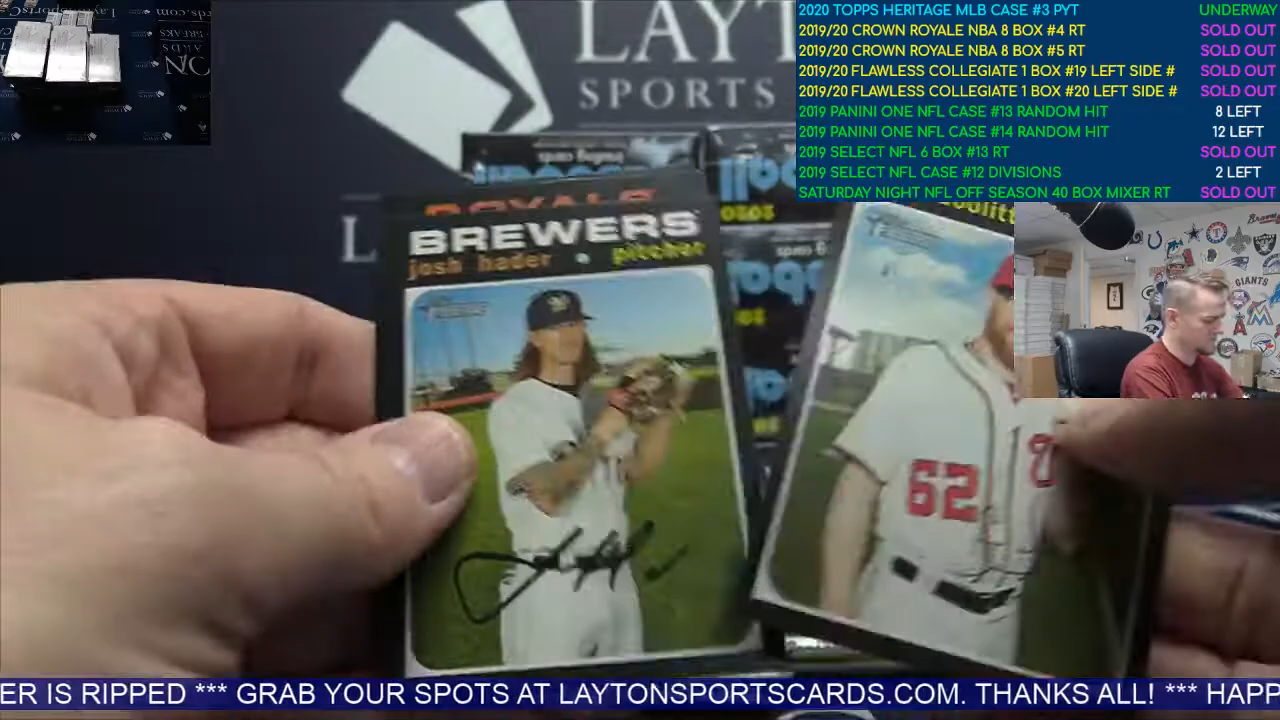 2020 TOPPS HERITAGE MLB CASE #3 PYT UNDERWAY
2019/20 CROWN ROYALE NBA 8 BOX #4 RT SOLD OUT
2019/20 CROWN ROYALE NBA 8 BOX #5 RT SOLD OUT
2019/20 FLAWLESS COLLEGIATE 1 BOX #19 LEFT SIDE # SOLD OUT
2019/20 FLAWLESS COLLEGIATE 1 BOX #20 LEFT SIDE # SOLD OUT
2019 PANINI ONE NFL CASE #13 RANDOM HIT 8 LEFT
2019 PANINI ONE NFL CASE #14 RANDOM HIT 12 LEFT
2019 SELECT NFL 6 BOX #13 RT SOLD OUT
2019 SELECT NFL CASE #12 DIVISIONS 2 LEFT
SATURDAY NIGHT NFL OFF SEASON 40 BOX MIXER RT SOLD OUT
LAYT
SPORTS
L
ROYALS
BREWERS
josh hader • pitcher
62
GIANTS
ER IS RIPPED *** GRAB YOUR SPOTS AT LAYTONSPORTSCARDS.COM. THANKS ALL! *** HAPP